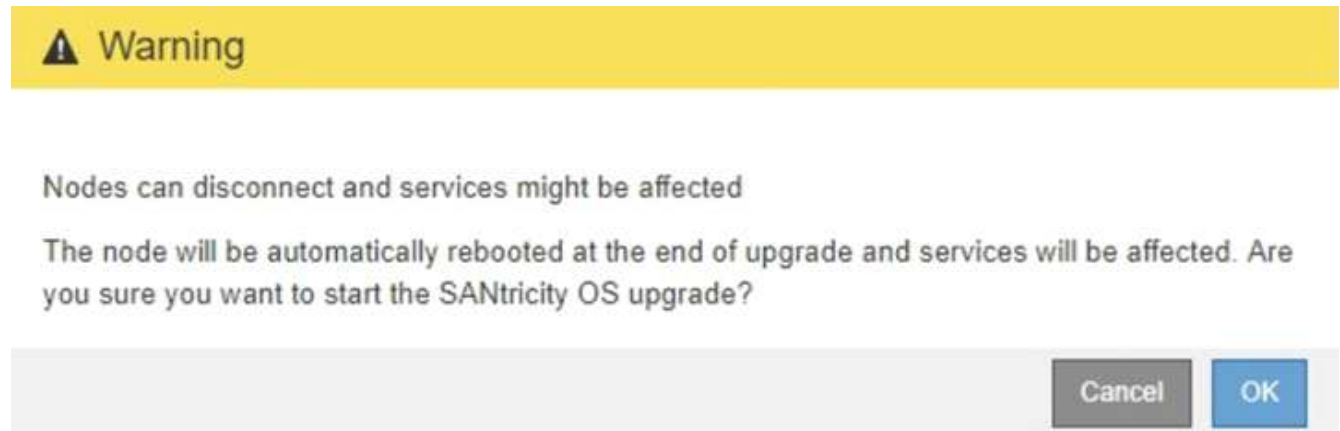 Warning
Nodes can disconnect and services might be affected
The node will be automatically rebooted at the end of upgrade and services will be affected. Are
you sure you want to start the SANtricity OS upgrade?
Cancel OK